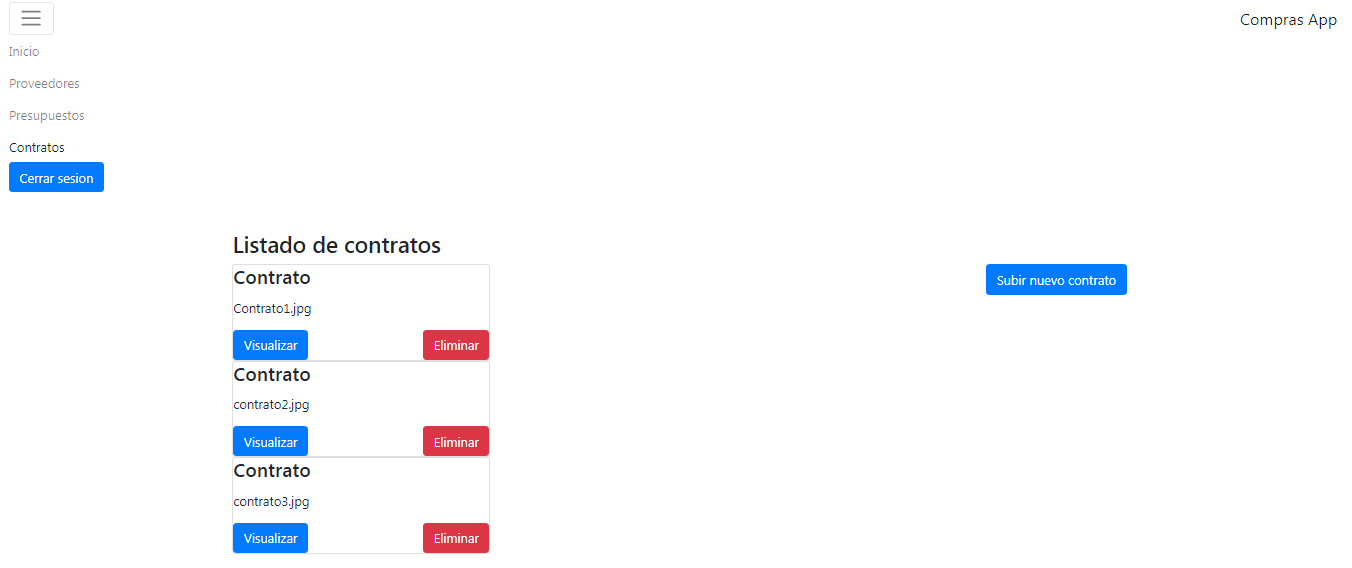 Compras App
Inicio
Proveedores
Presupuestos
Contratos
Cerrar sesion
Listado de contratos
Contrato
Contrato1.jpg
Visualizar Eliminar
Contrato
contrato2.jpg
Visualizar Eliminar
Contrato
contrato3.jpg
Visualizar Eliminar
Subir nuevo contrato